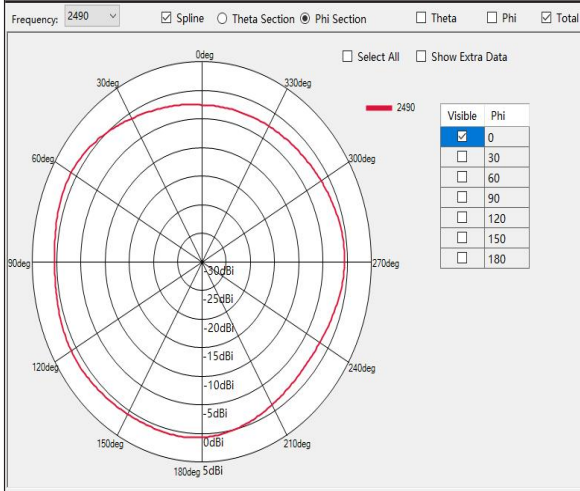 Frequency: 2490 Spline Theta Section Phi Section Theta Phi Total
Select All Show Extra Data
0deg
30deg 330deg
2490
Visible Phi
0
30
60
90
120
150
180
60deg 300deg
90deg 270deg
-30dBi
-25dBi
-20dBi
-15dBi
-10dBi
-5dBi
0dBi
120deg 240deg
150deg 210deg
180deg 5dBi